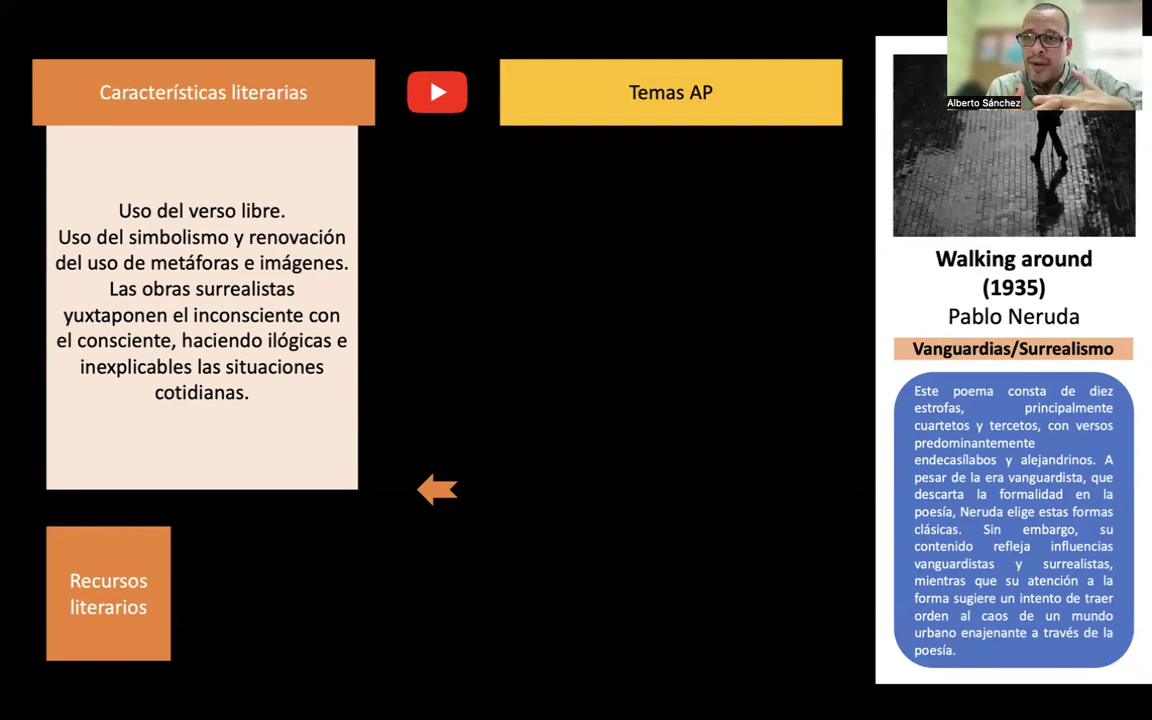 Características literarias
Temas AP
Uso del verso libre.
Uso del simbolismo y renovación
del uso de metáforas e imágenes.
Las obras surrealistas
yuxtaponen el inconsciente con
el consciente, haciendo ilógicas e
inexplicables las situaciones
cotidianas.
Recursos
literarios
Alberto Sánchez
Walking around
(1935)
Pablo Neruda
Vanguardias/Surrealismo
Este poema consta de diez
estrofas, principalmente
cuartetos y tercetos, con versos
predominantemente
endecasílabos y alejandrinos. A
pesar de la era vanguardista, que
descarta la formalidad en la
poesía, Neruda elige estas formas
clásicas. Sin embargo, su
contenido refleja influencias
vanguardistas y surrealistas,
mientras que su atención a la
forma sugiere un intento de traer
orden al caos de un mundo
urbano enajenante a través de la
poesía.